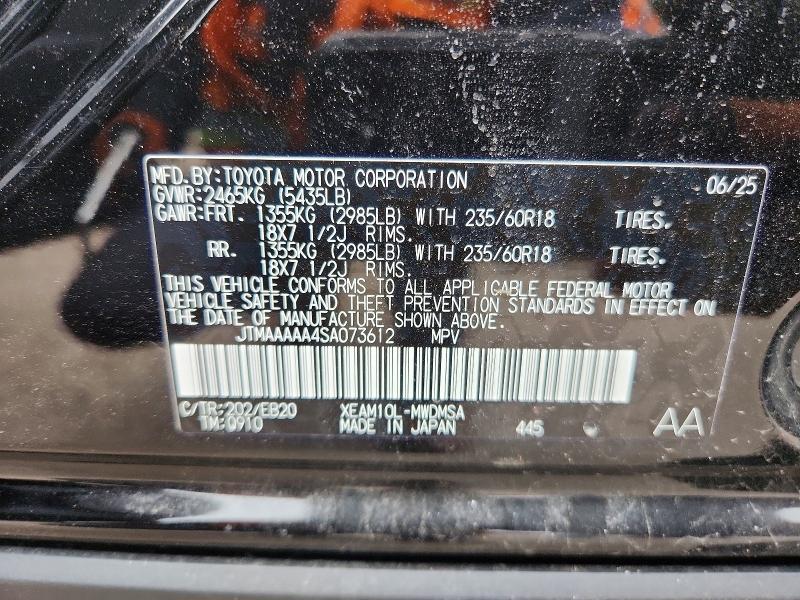 MFD.BY:TOYOTA MOTOR CORPORATION 06/25
GVWR:2465KG (5435LB)
GAWR:FRT. 1355KG (2985LB) WITH 235/60R18 TIRES.
18X7 1/2J RIMS.
RR. 1355KG (2985LB) WITH 235/60R18 TIRES.
18X7 1/2J RIMS.
THIS VEHICLE CONFORMS TO ALL APPLICABLE FEDERAL MOTOR
VEHICLE SAFETY AND THEFT PREVENTION STANDARDS IN EFFECT ON
THE DATE OF MANUFACTURE SHOWN ABOVE.
JTMAAAAA4SA073612 MPV
C/TR:202/EB20 XEAM10L-MWDMSA
TM:0910 MADE IN JAPAN 445 AA